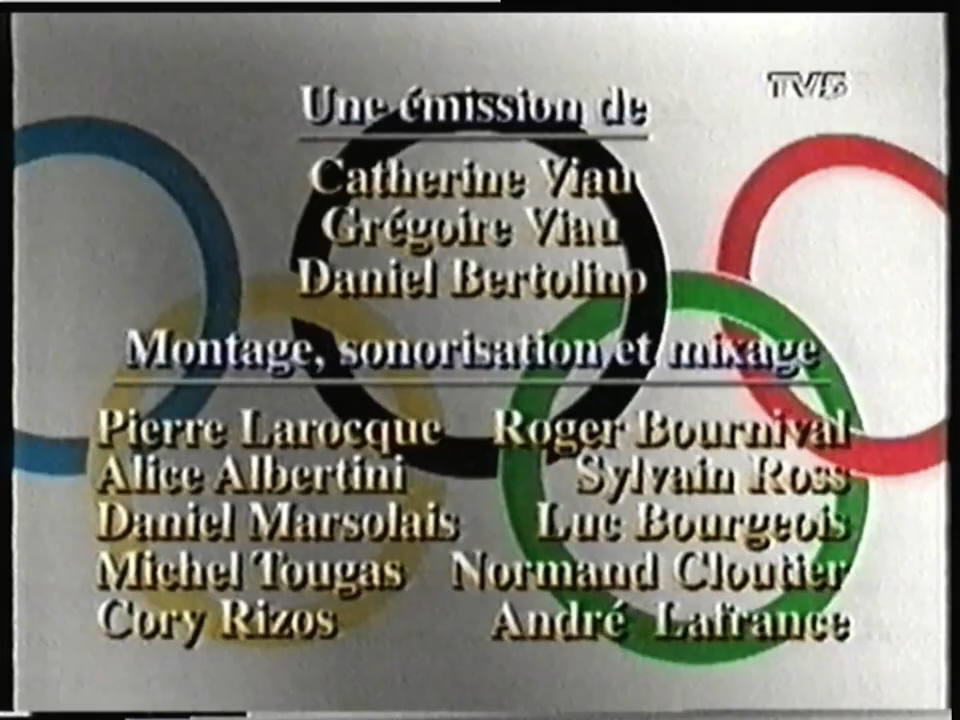 TV5
Une émission de
Catherine Viau
Grégoire Viau
Daniel Bertolino
Montage, sonorisation et mixage
Pierre Larocque Roger Bournival
Alice Albertini Sylvain Ross
Daniel Marsolais Luc Bourgeois
Michel Tougas Normand Cloutier
Cory Rizos André Lafrance